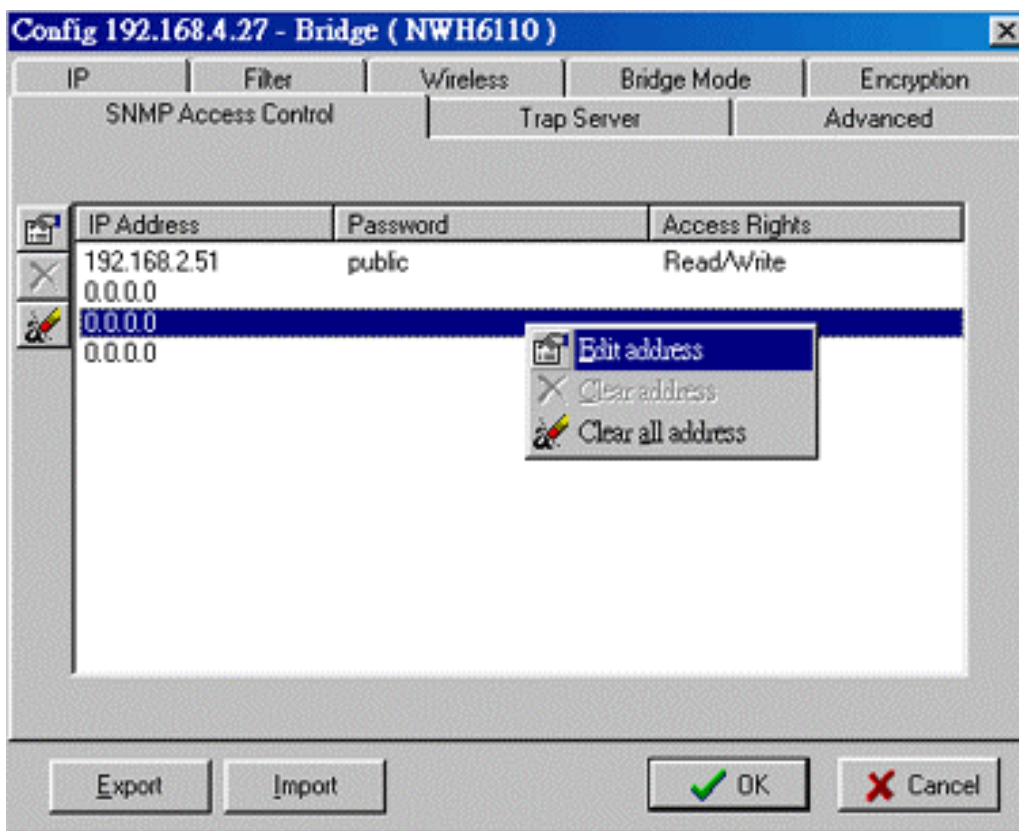 Config 192.168.4.27 - Bridge ( NWH6110 )
IP Filter Wireless Bridge Mode Encryption
SNMP Access Control Trap Server Advanced
IP Address Password Access Rights
192.168.2.51 public Read/Write
0.0.0.0
0.0.0.0
0.0.0.0
Edit address
Clear address
Clear all address
Export Import OK Cancel